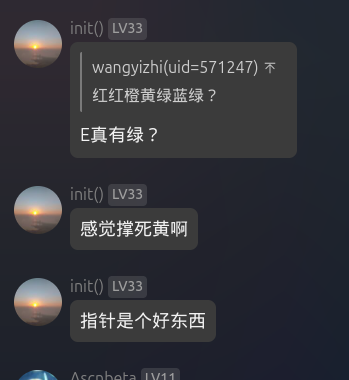 init() LV33
wangyizhi(uid=571247) 不
红红橙黄绿蓝绿？
E真有绿？
init() LV33
感觉撑死黄啊
init() LV33
指针是个好东西
Ascnbeta LV11